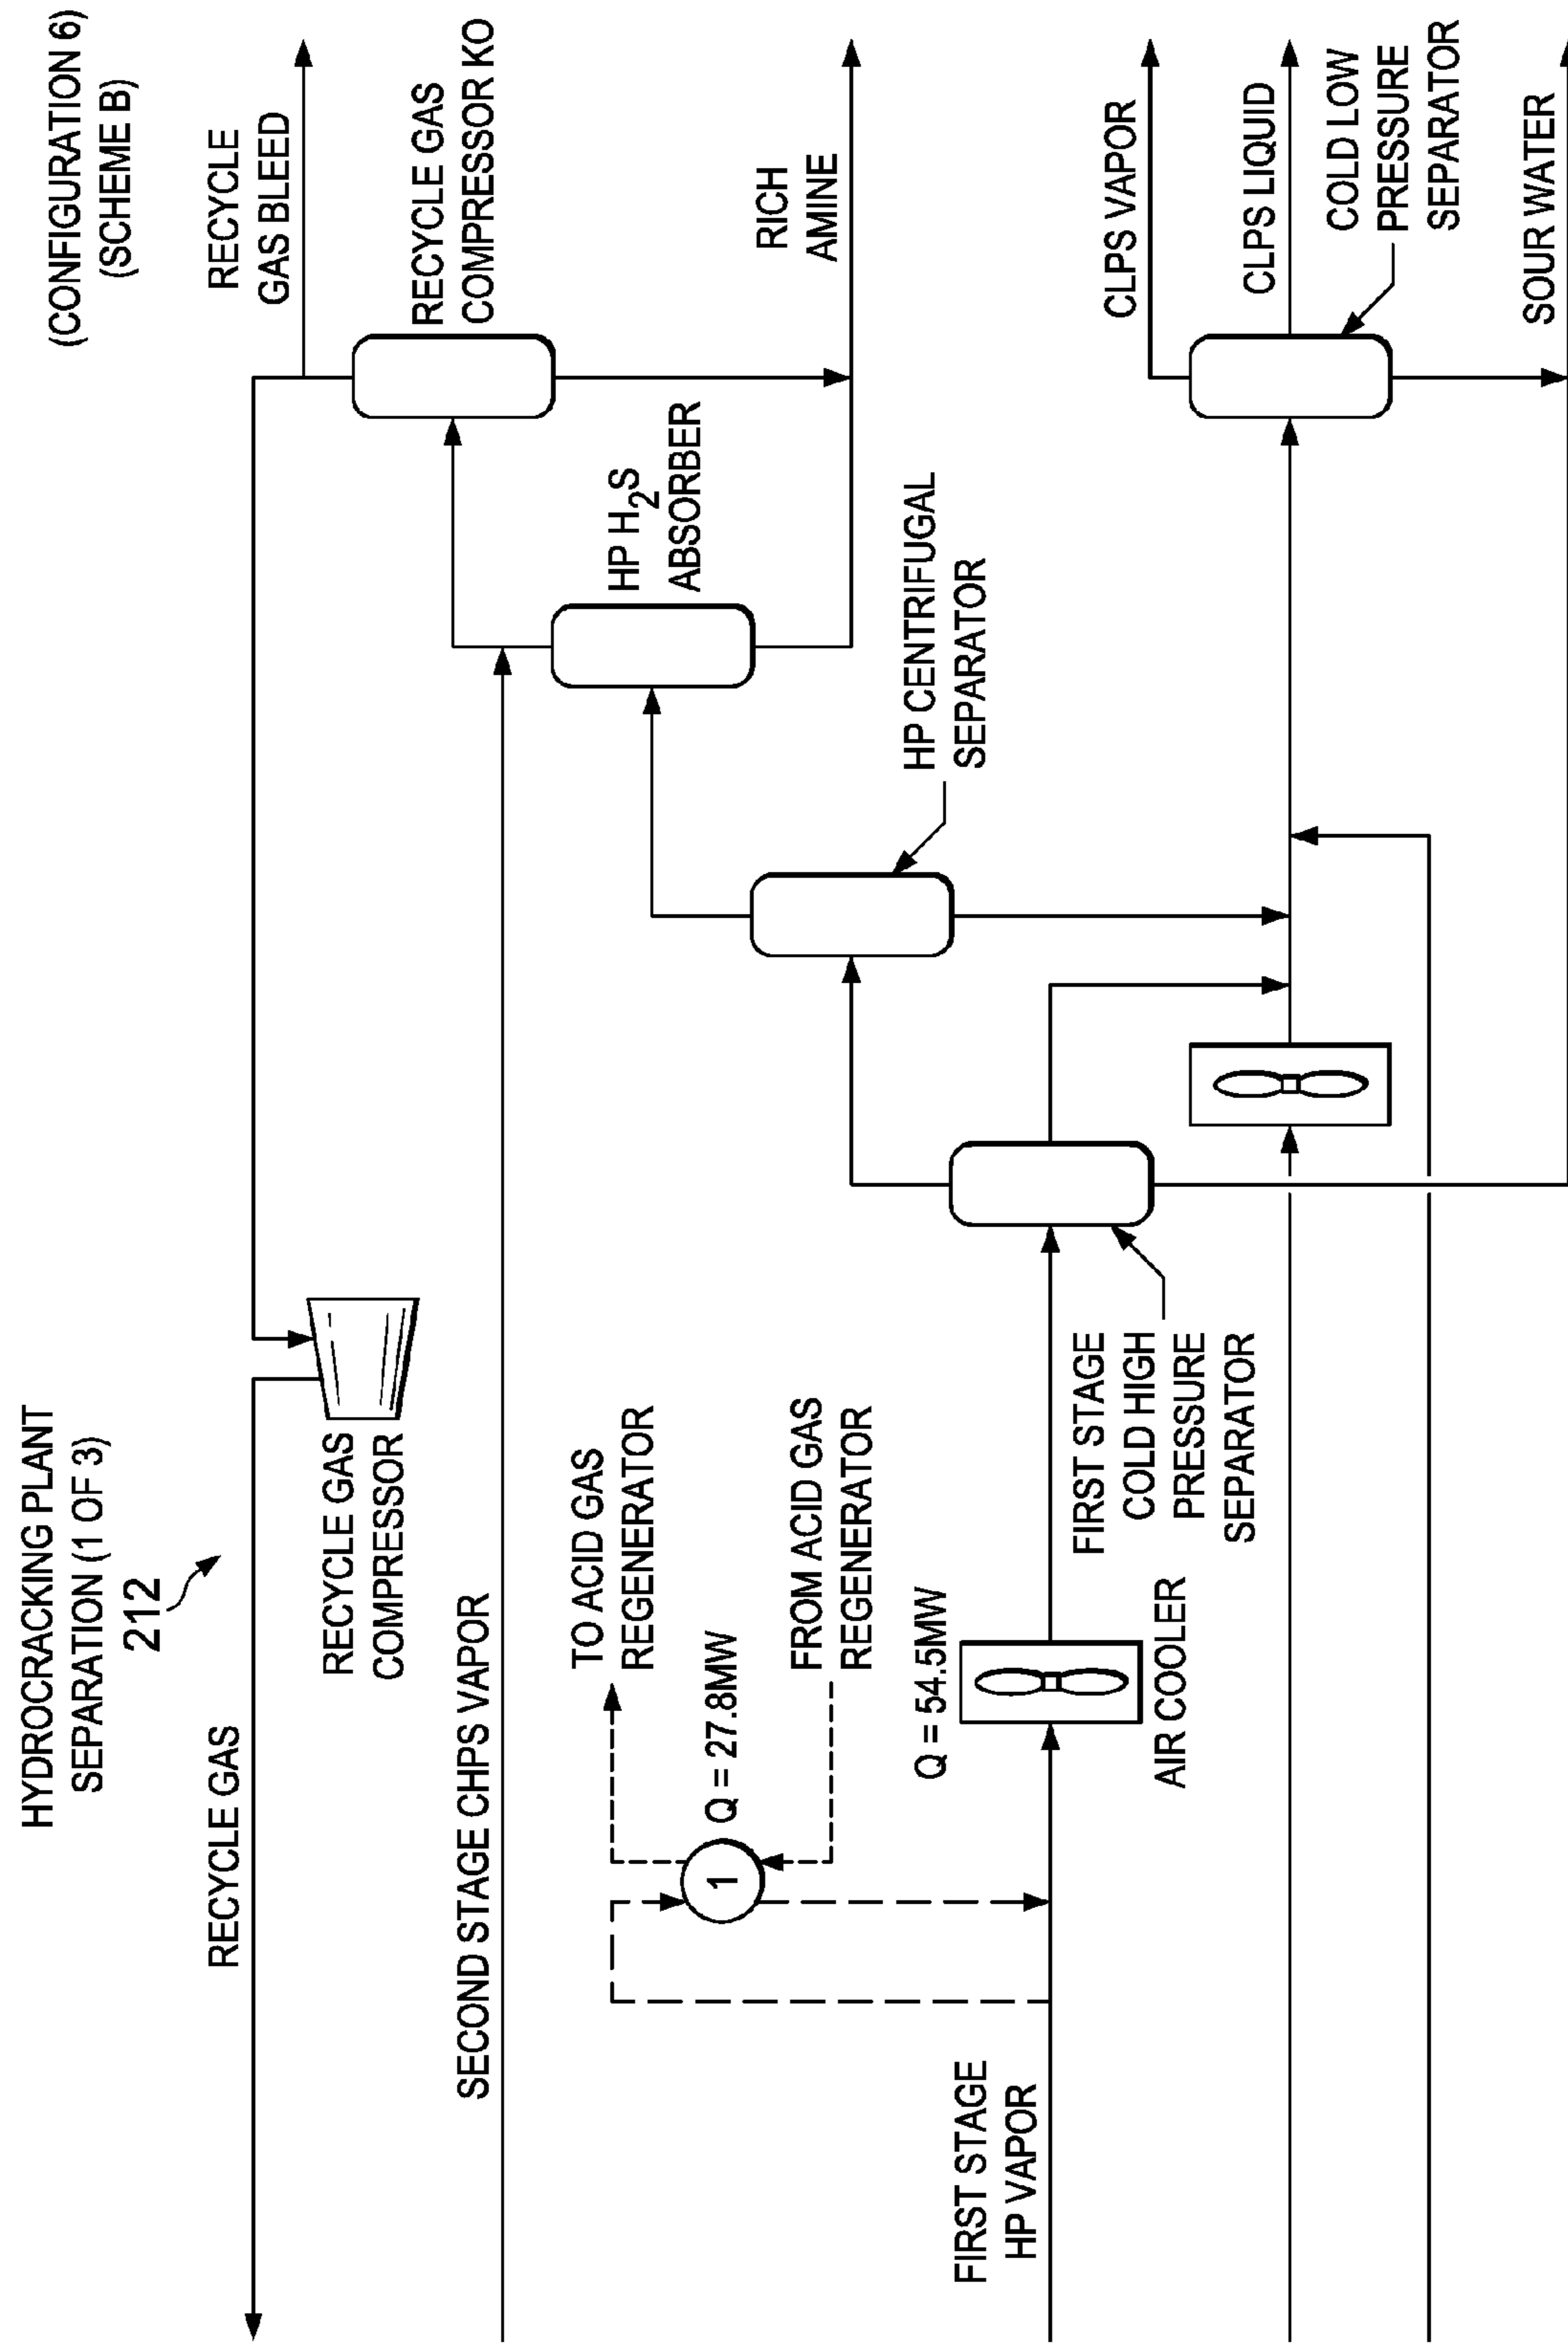 HYDROCRACKING PLANT
SEPARATION (1 OF 3)
212
(CONFIGURATION 6)
(SCHEME B)
RECYCLE GAS
RECYCLE GAS
COMPRESSOR
RECYCLE
GAS BLEED
RECYCLE GAS
COMPRESSOR KO
SECOND STAGE CHPS VAPOR
TO ACID GAS
REGENERATOR
HP H2S
ABSORBER
1
Q = 27.8MW
FROM ACID GAS
REGENERATOR
RICH
AMINE
HP CENTRIFUGAL
SEPARATOR
FIRST STAGE
HP VAPOR
Q = 54.5MW
AIR COOLER
FIRST STAGE
COLD HIGH
PRESSURE
SEPARATOR
CLPS VAPOR
CLPS LIQUID
COLD LOW
PRESSURE
SEPARATOR
SOUR WATER